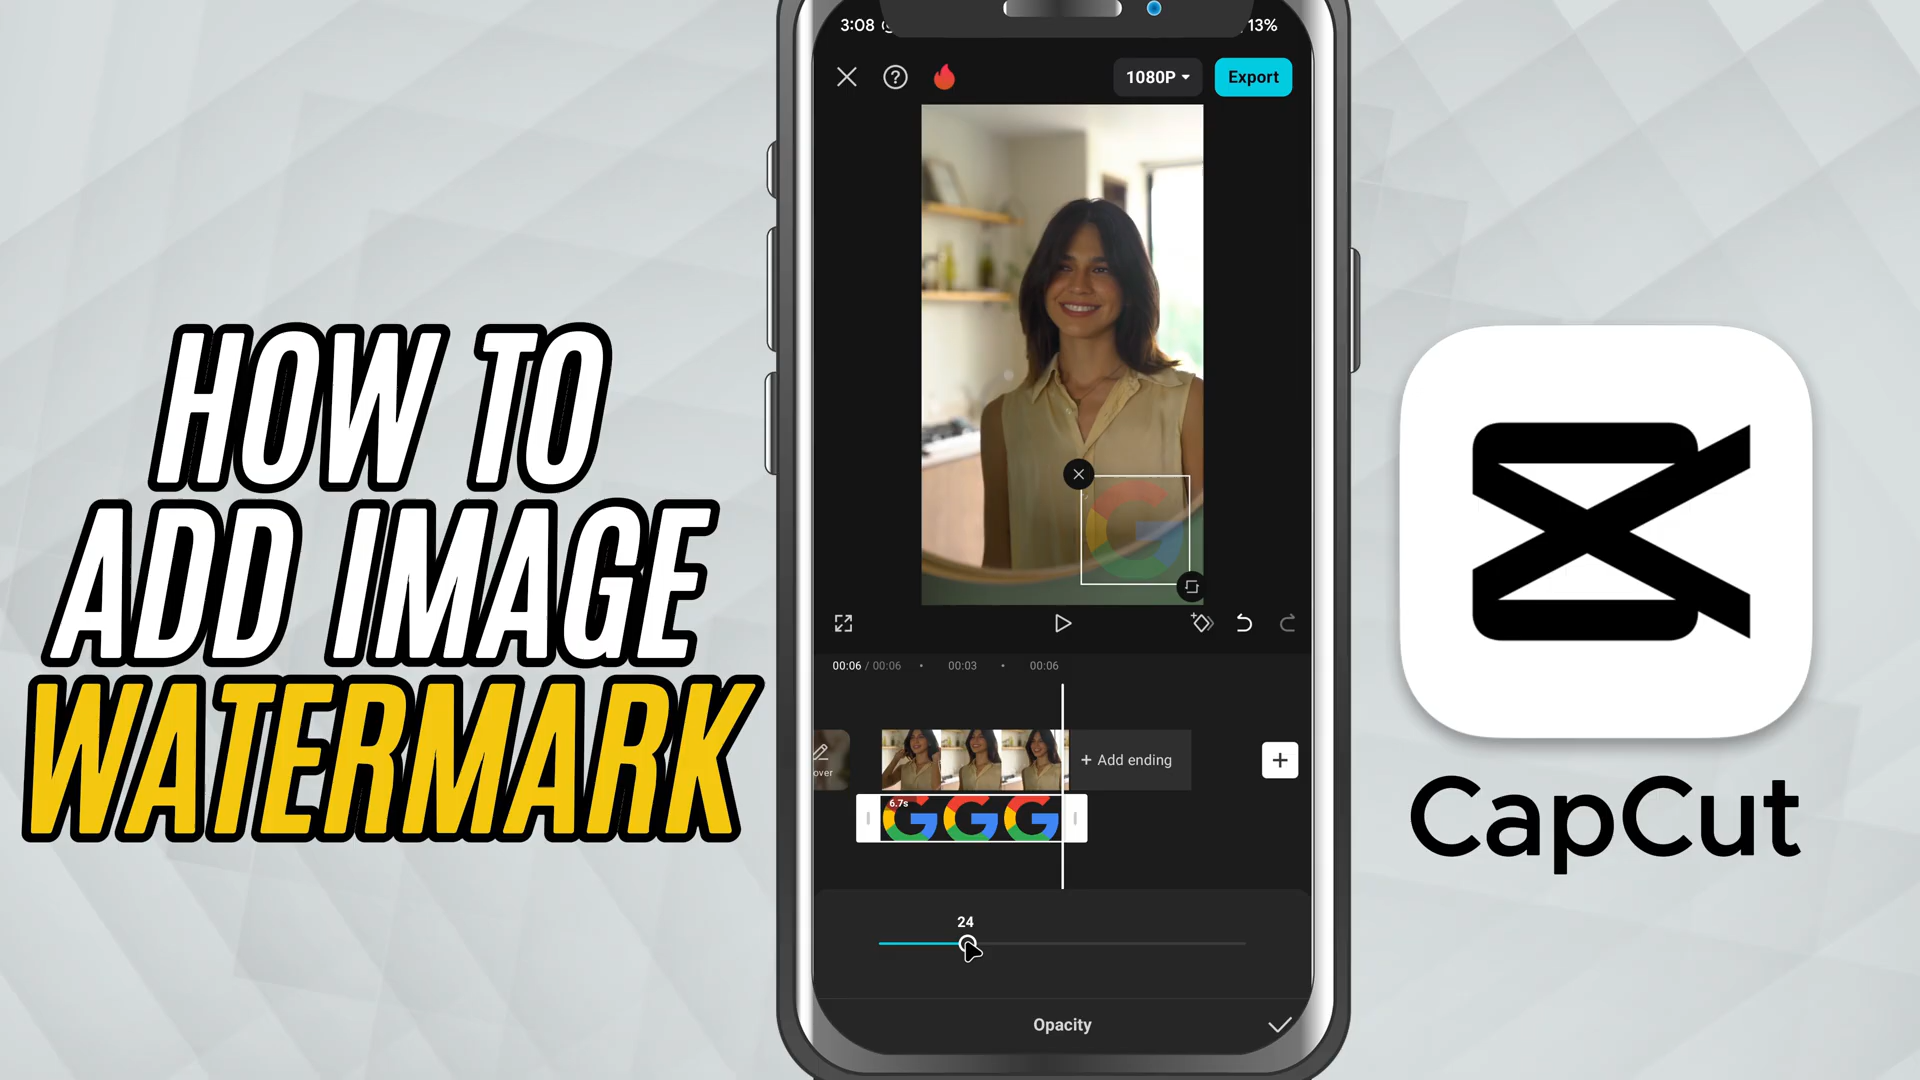 HOW TO
ADD IMAGE
WATERMARK
3:08
13%
1080P
Export
00:06 / 00:06
00:03
00:06
over
+ Add ending
6.7s
24
Opacity
CapCut